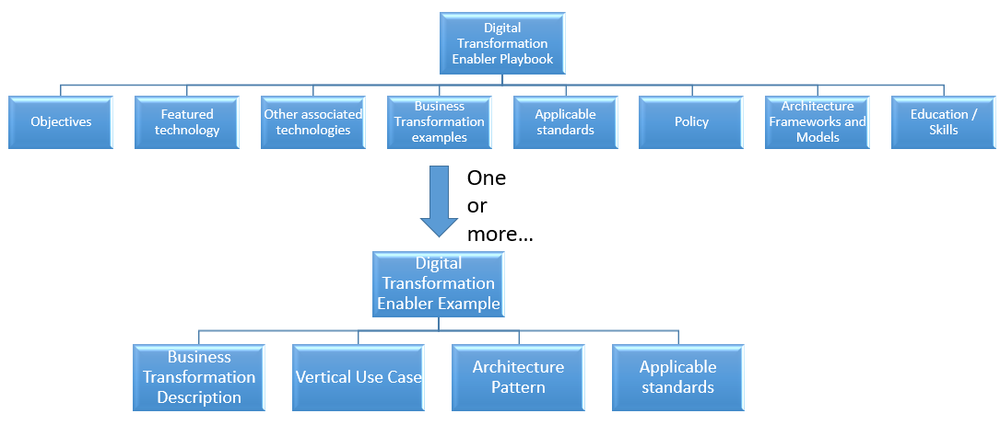 Digital
Transformation
Enabler Playbook
Objectives
Featured
technology
Other associated
technologies
Business
Transformation
examples
Applicable
standards
Policy
Architecture
Frameworks and
Models
Education /
Skills
One
or
more...
Digital
Transformation
Enabler Example
Business
Transformation
Description
Vertical Use Case
Architecture
Pattern
Applicable
standards